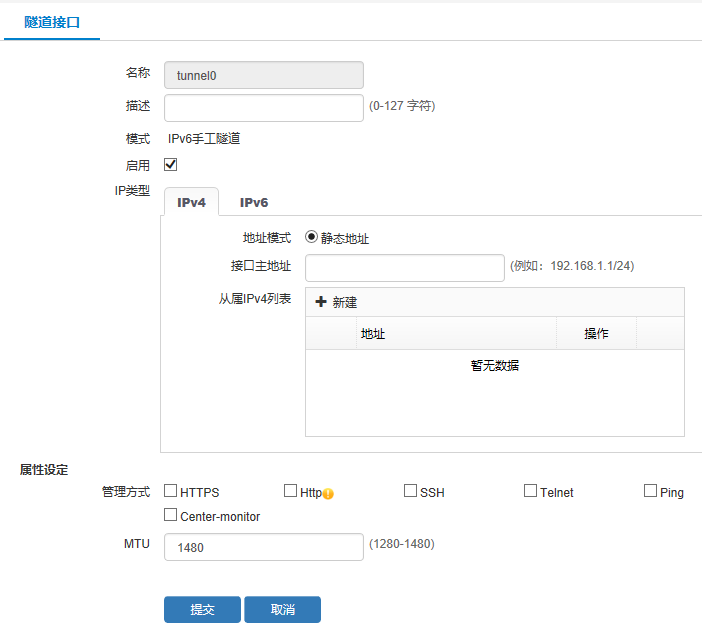 隧道接口
名称 tunnel0
描述 (0-127 字符)
模式 IPv6手工隧道
启用
IP类型
IPv4 IPv6
地址模式 静态地址
接口主地址 (例如：192.168.1.1/24)
从属IPv4列表 + 新建
地址 操作
暂无数据
属性设定
管理方式 HTTPS Http SSH Telnet Ping
Center-monitor
MTU 1480 (1280-1480)
提交 取消